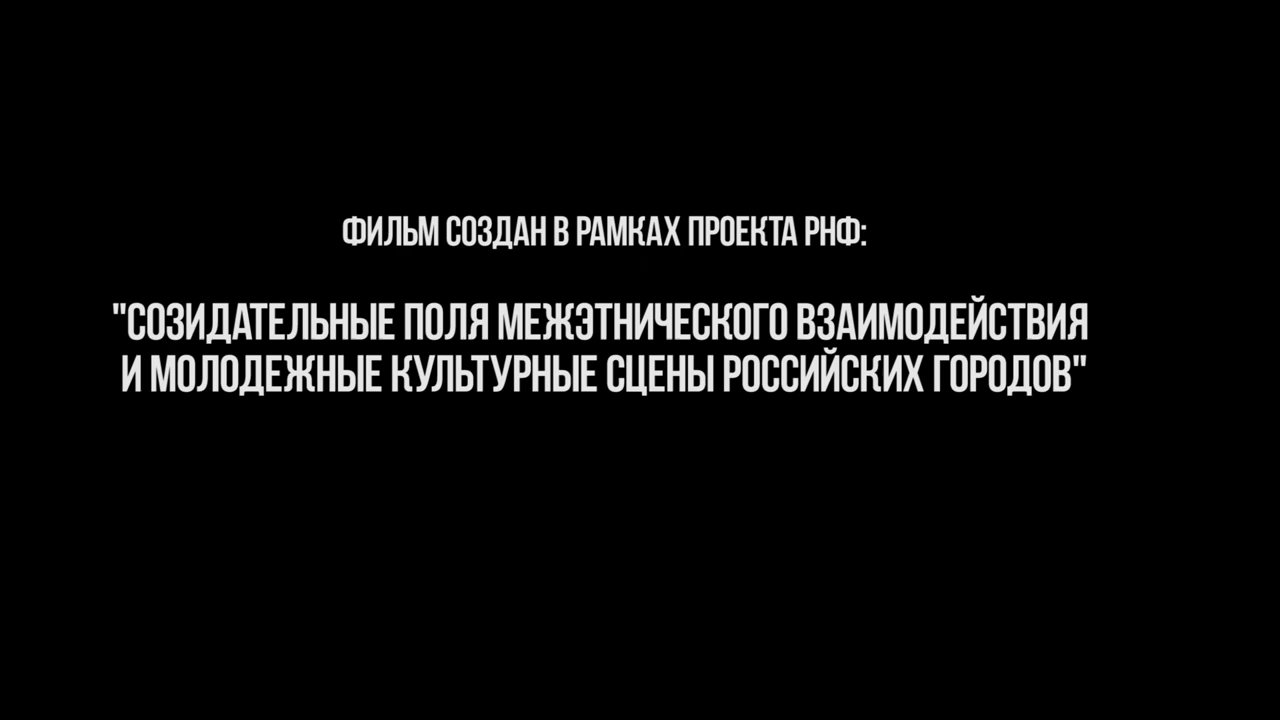 ФИЛЬМ СОЗДАН В РАМКАХ ПРОЕКТА РНФ:
"СОЗИДАТЕЛЬНЫЕ ПОЛЯ МЕЖЭТНИЧЕСКОГО ВЗАИМОДЕЙСТВИЯ
И МОЛОДЕЖНЫЕ КУЛЬТУРНЫЕ СЦЕНЫ РОССИЙСКИХ ГОРОДОВ"